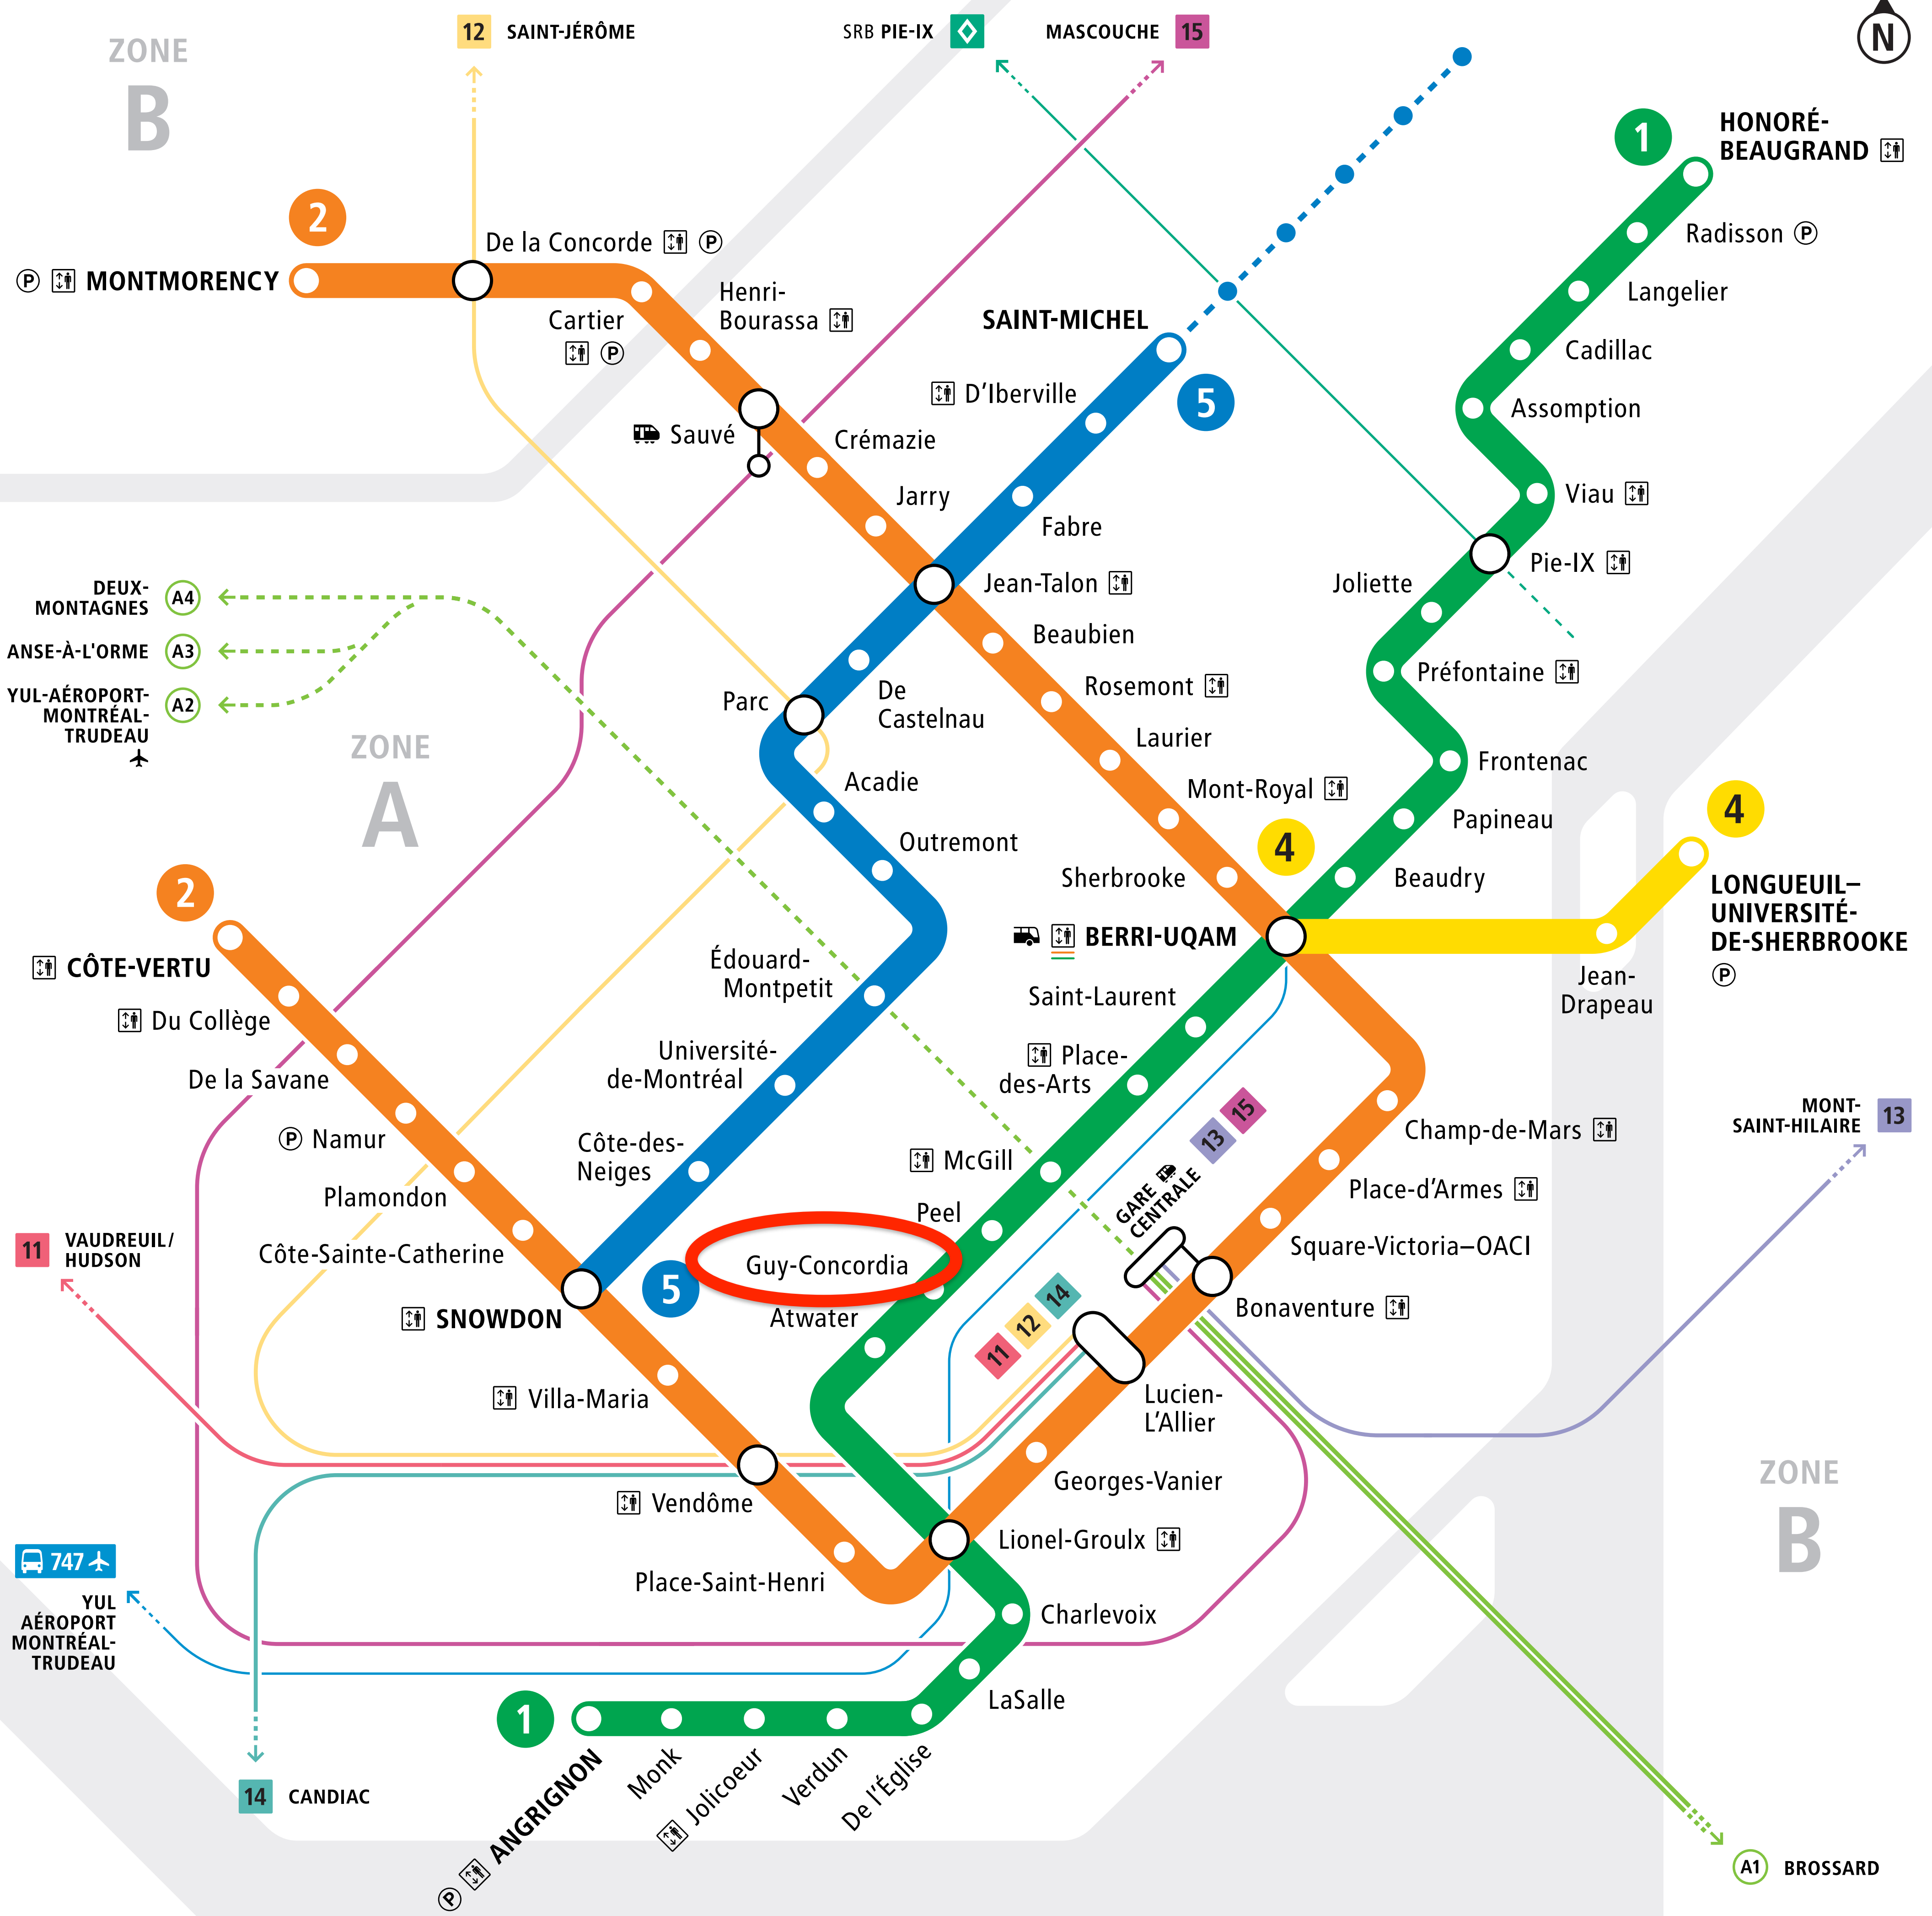 12 SAINT-JÉRÔME
SRB PIE-IX
MASCOUCHE 15
N
ZONE
B
1
HONORÉ-
BEAUGRAND
2
De la Concorde P
Radisson P
P MONTMORENCY
Henri-
Bourassa
Langelier
Cartier
P
SAINT-MICHEL
Cadillac
D'Iberville
5
Assomption
Sauvé
Crémazie
Jarry
Viau
Fabre
Pie-IX
DEUX-
MONTAGNES
A4
Jean-Talon
Joliette
ANSE-À-L'ORME A3
Beaubien
YUL-AÉROPORT-
MONTRÉAL-
TRUDEAU
A2
Parc
De
Castelnau
Rosemont
Préfontaine
ZONE
A
Laurier
Acadie
Mont-Royal
Frontenac
Papineau
4
4
Outremont
Sherbrooke
Beaudry
2
LONGUEUIL–
UNIVERSITÉ-
DE-SHERBROOKE
P
CÔTE-VERTU
Édouard-
Montpetit
BERRI-UQAM
Jean-
Drapeau
Du Collège
Saint-Laurent
De la Savane
Université-
de-Montréal
Place-
des-Arts
P Namur
Côte-des-
Neiges
McGill
13 15
GARE
CENTRALE
Champ-de-Mars
MONT-
SAINT-HILAIRE
13
Plamondon
Peel
Place-d'Armes
11
VAUDREUIL/
HUDSON
Côte-Sainte-Catherine
5
Guy-Concordia
Square-Victoria–OACI
SNOWDON
Atwater
11 12 14
Bonaventure
Villa-Maria
Lucien-
L'Allier
Vendôme
Georges-Vanier
ZONE
B
Place-Saint-Henri
Lionel-Groulx
747
YUL
AÉROPORT
MONTRÉAL-
TRUDEAU
Charlevoix
LaSalle
1
P ANGRIGNON
Monk
Jolicoeur
Verdun
De l'Église
14 CANDIAC
A1 BROSSARD